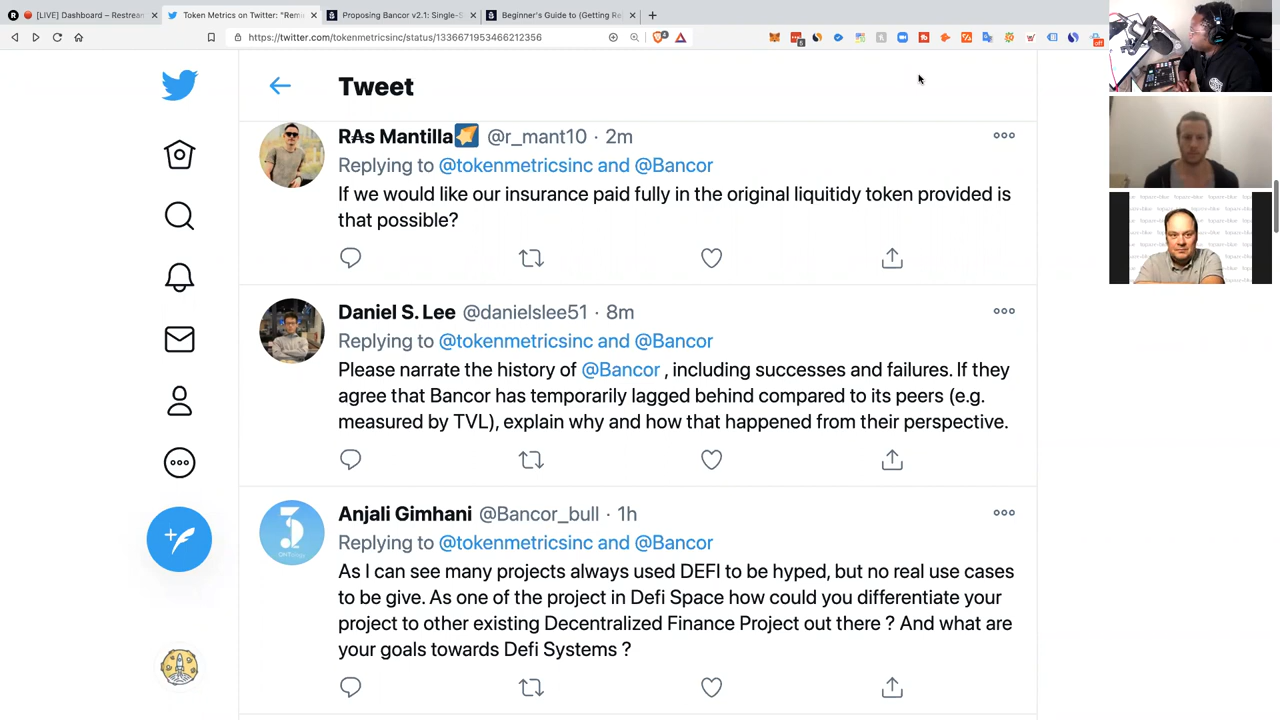 [LIVE] Dashboard – Restream
Token Metrics on Twitter: "Rem
Proposing Bancor v2.1: Single-S
Beginner's Guide to (Getting Re
https://twitter.com/tokenmetricsinc/status/1336671953466212356
Tweet
RAs Mantilla @r_mant10 · 2m
Replying to @tokenmetricsinc and @Bancor
If we would like our insurance paid fully in the original liquitidy token provided is
that possible?
Daniel S. Lee @danielslee51 · 8m
Replying to @tokenmetricsinc and @Bancor
Please narrate the history of @Bancor , including successes and failures. If they
agree that Bancor has temporarily lagged behind compared to its peers (e.g.
measured by TVL), explain why and how that happened from their perspective.
Anjali Gimhani @Bancor_bull · 1h
Replying to @tokenmetricsinc and @Bancor
As I can see many projects always used DEFI to be hyped, but no real use cases
to be give. As one of the project in Defi Space how could you differentiate your
project to other existing Decentralized Finance Project out there ? And what are
your goals towards Defi Systems ?